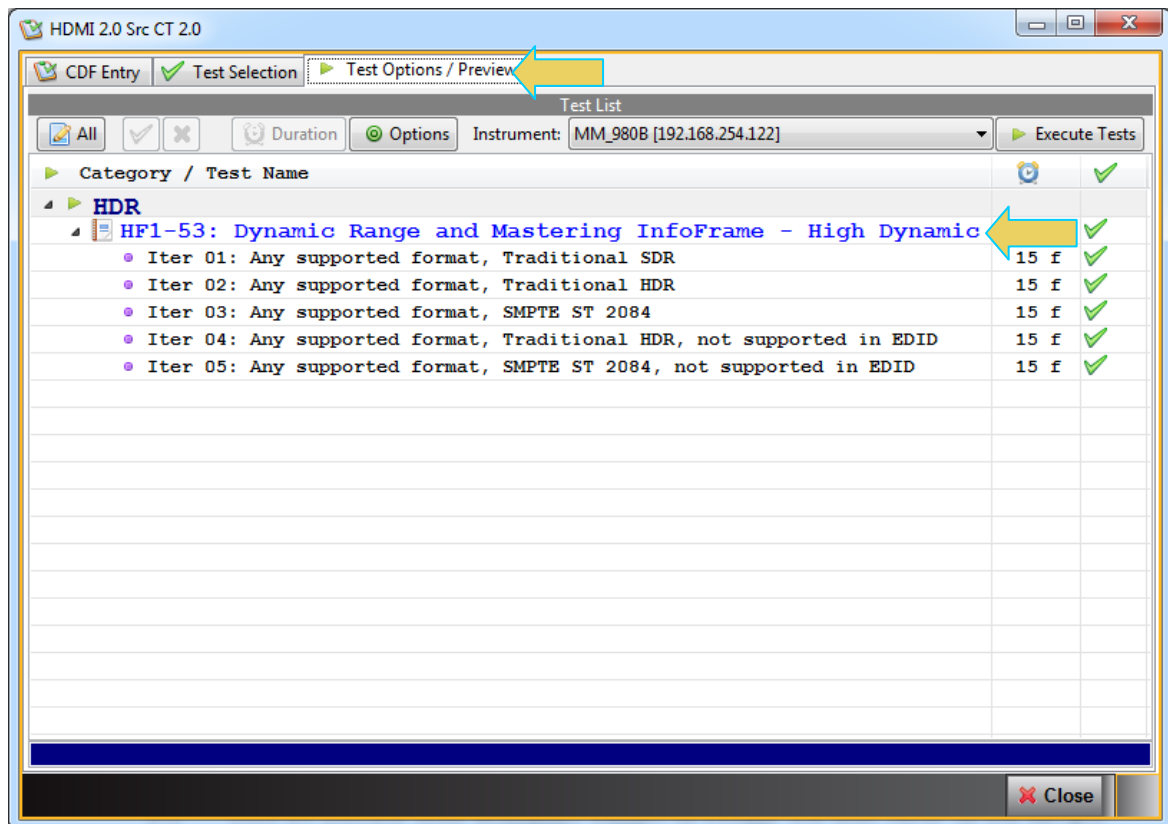 HDMI 2.0 Src CT 2.0
CDF Entry Test Selection Test Options / Preview
Test List
All Duration Options Instrument: MM_980B [192.168.254.122] Execute Tests
Category / Test Name
HDR
HF1-53: Dynamic Range and Mastering InfoFrame - High Dynamic
Iter 01: Any supported format, Traditional SDR 15 f
Iter 02: Any supported format, Traditional HDR 15 f
Iter 03: Any supported format, SMPTE ST 2084 15 f
Iter 04: Any supported format, Traditional HDR, not supported in EDID 15 f
Iter 05: Any supported format, SMPTE ST 2084, not supported in EDID 15 f
Close